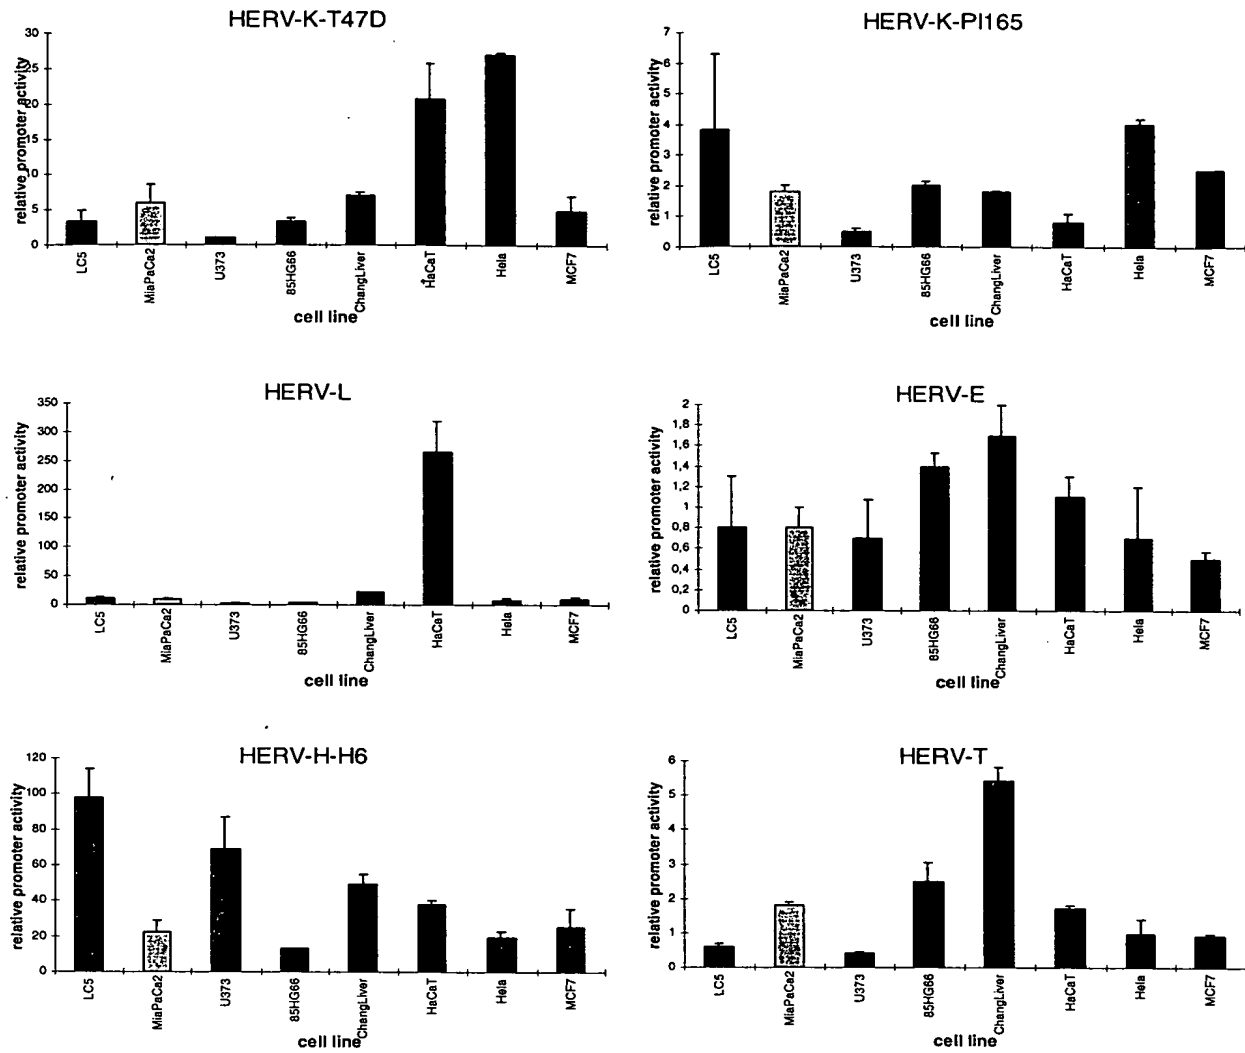 HERV-K-T47D
relative promoter activity
30
25
20
15
10
5
0
LC5
MiaPaCa2
U373
85HG66
ChangLiver
HaCaT
Hela
MCF7
cell line
HERV-K-PI165
relative promoter activity
7
6
5
4
3
2
1
0
LC5
MiaPaCa2
U373
85HG66
ChangLiver
HaCaT
Hela
MCF7
cell line
HERV-L
relative promoter activity
350
300
250
200
150
100
50
0
LC5
MiaPaCa2
U373
85HG66
ChangLiver
HaCaT
Hela
MCF7
cell line
HERV-E
relative promoter activity
2
1,8
1,6
1,4
1,2
1
0,8
0,6
0,4
0,2
0
LC5
MiaPaCa2
U373
85HG66
ChangLiver
HaCaT
Hela
MCF7
cell line
HERV-H-H6
relative promoter activity
120
100
80
60
40
20
0
LC5
MiaPaCa2
U373
85HG66
ChangLiver
HaCaT
Hela
MCF7
cell line
HERV-T
relative promoter activity
6
5
4
3
2
1
0
LC5
MiaPaCa2
U373
85HG66
ChangLiver
HaCaT
Hela
MCF7
cell line